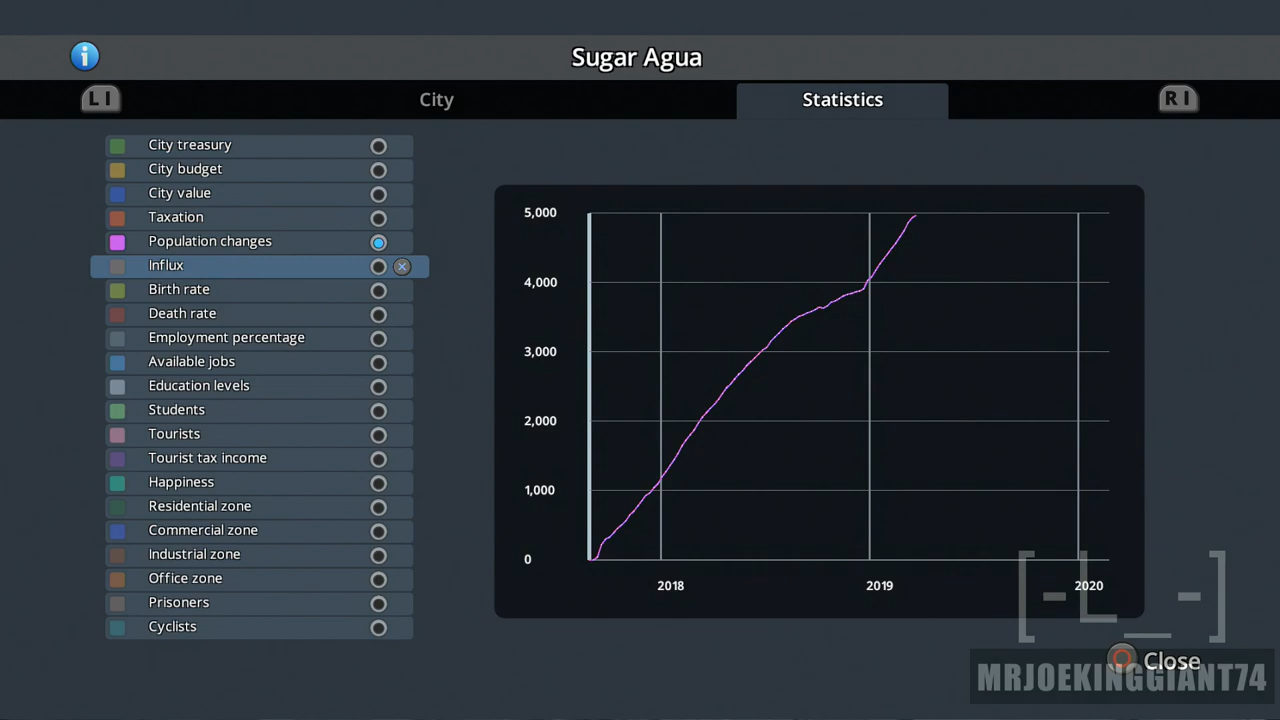 Sugar Agua
L1
City
Statistics
R1
City treasury
City budget
City value
Taxation
Population changes
Influx
Birth rate
Death rate
Employment percentage
Available jobs
Education levels
Students
Tourists
Tourist tax income
Happiness
Residential zone
Commercial zone
Industrial zone
Office zone
Prisoners
Cyclists
5,000
4,000
3,000
2,000
1,000
0
2018
2019
2020
[-L__-]
Close
MRJOEKINGGIANT74